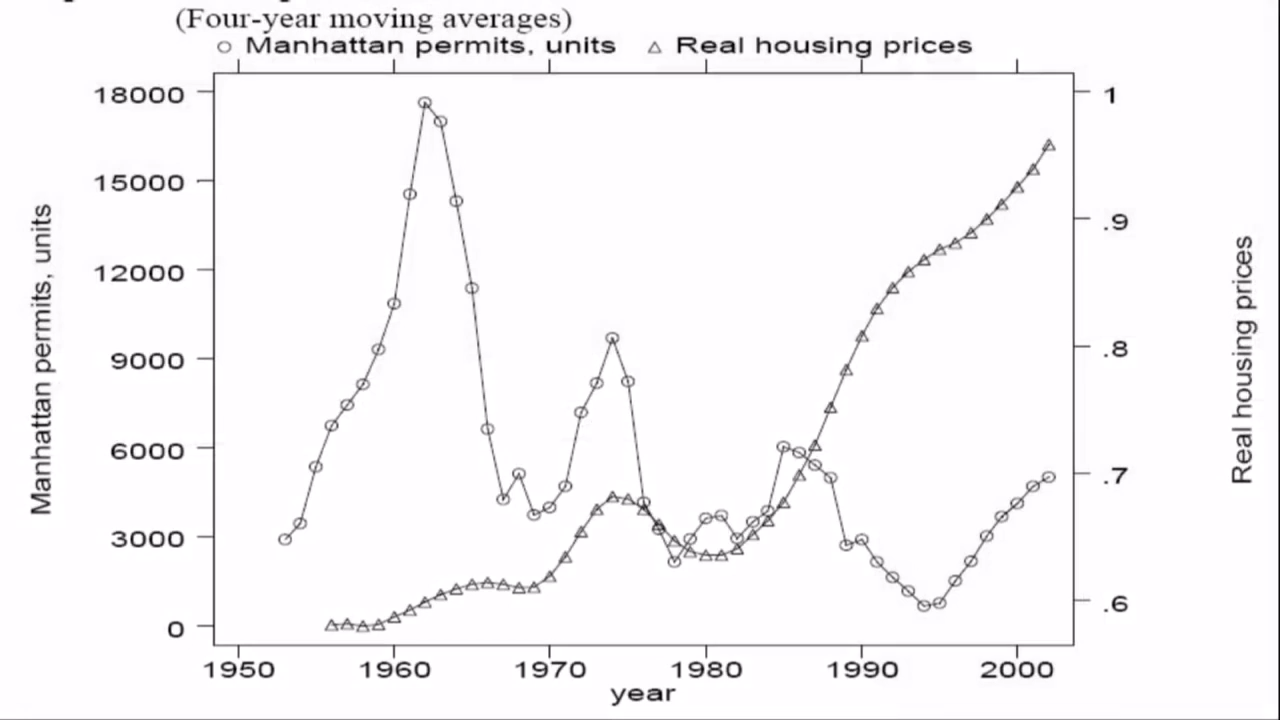 (Four-year moving averages)
Manhattan permits, units
Real housing prices
18000
15000
12000
9000
6000
3000
0
1
.9
.8
.7
.6
Manhattan permits, units
Real housing prices
1950 1960 1970 1980 1990 2000
year